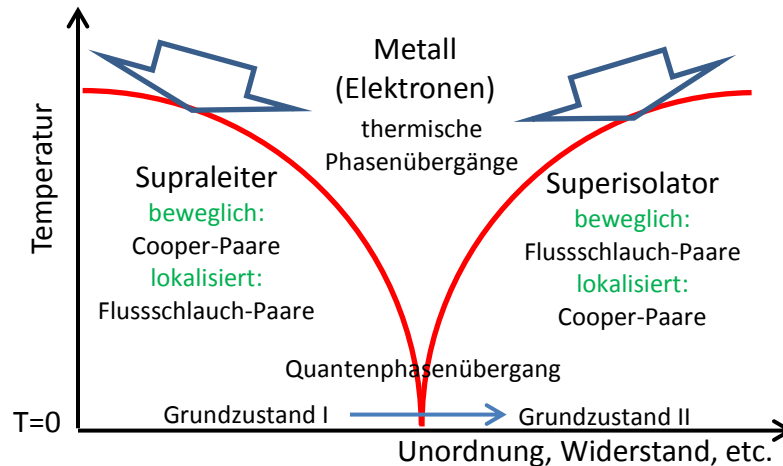 Temperatur
Metall
(Elektronen)
thermische
Phasenübergänge
Supraleiter
beweglich:
Cooper-Paare
lokalisiert:
Flussschlauch-Paare
Superisolator
beweglich:
Flussschlauch-Paare
lokalisiert:
Cooper-Paare
Quantenphasenübergang
T=0
Grundzustand I
Grundzustand II
Unordnung, Widerstand, etc.